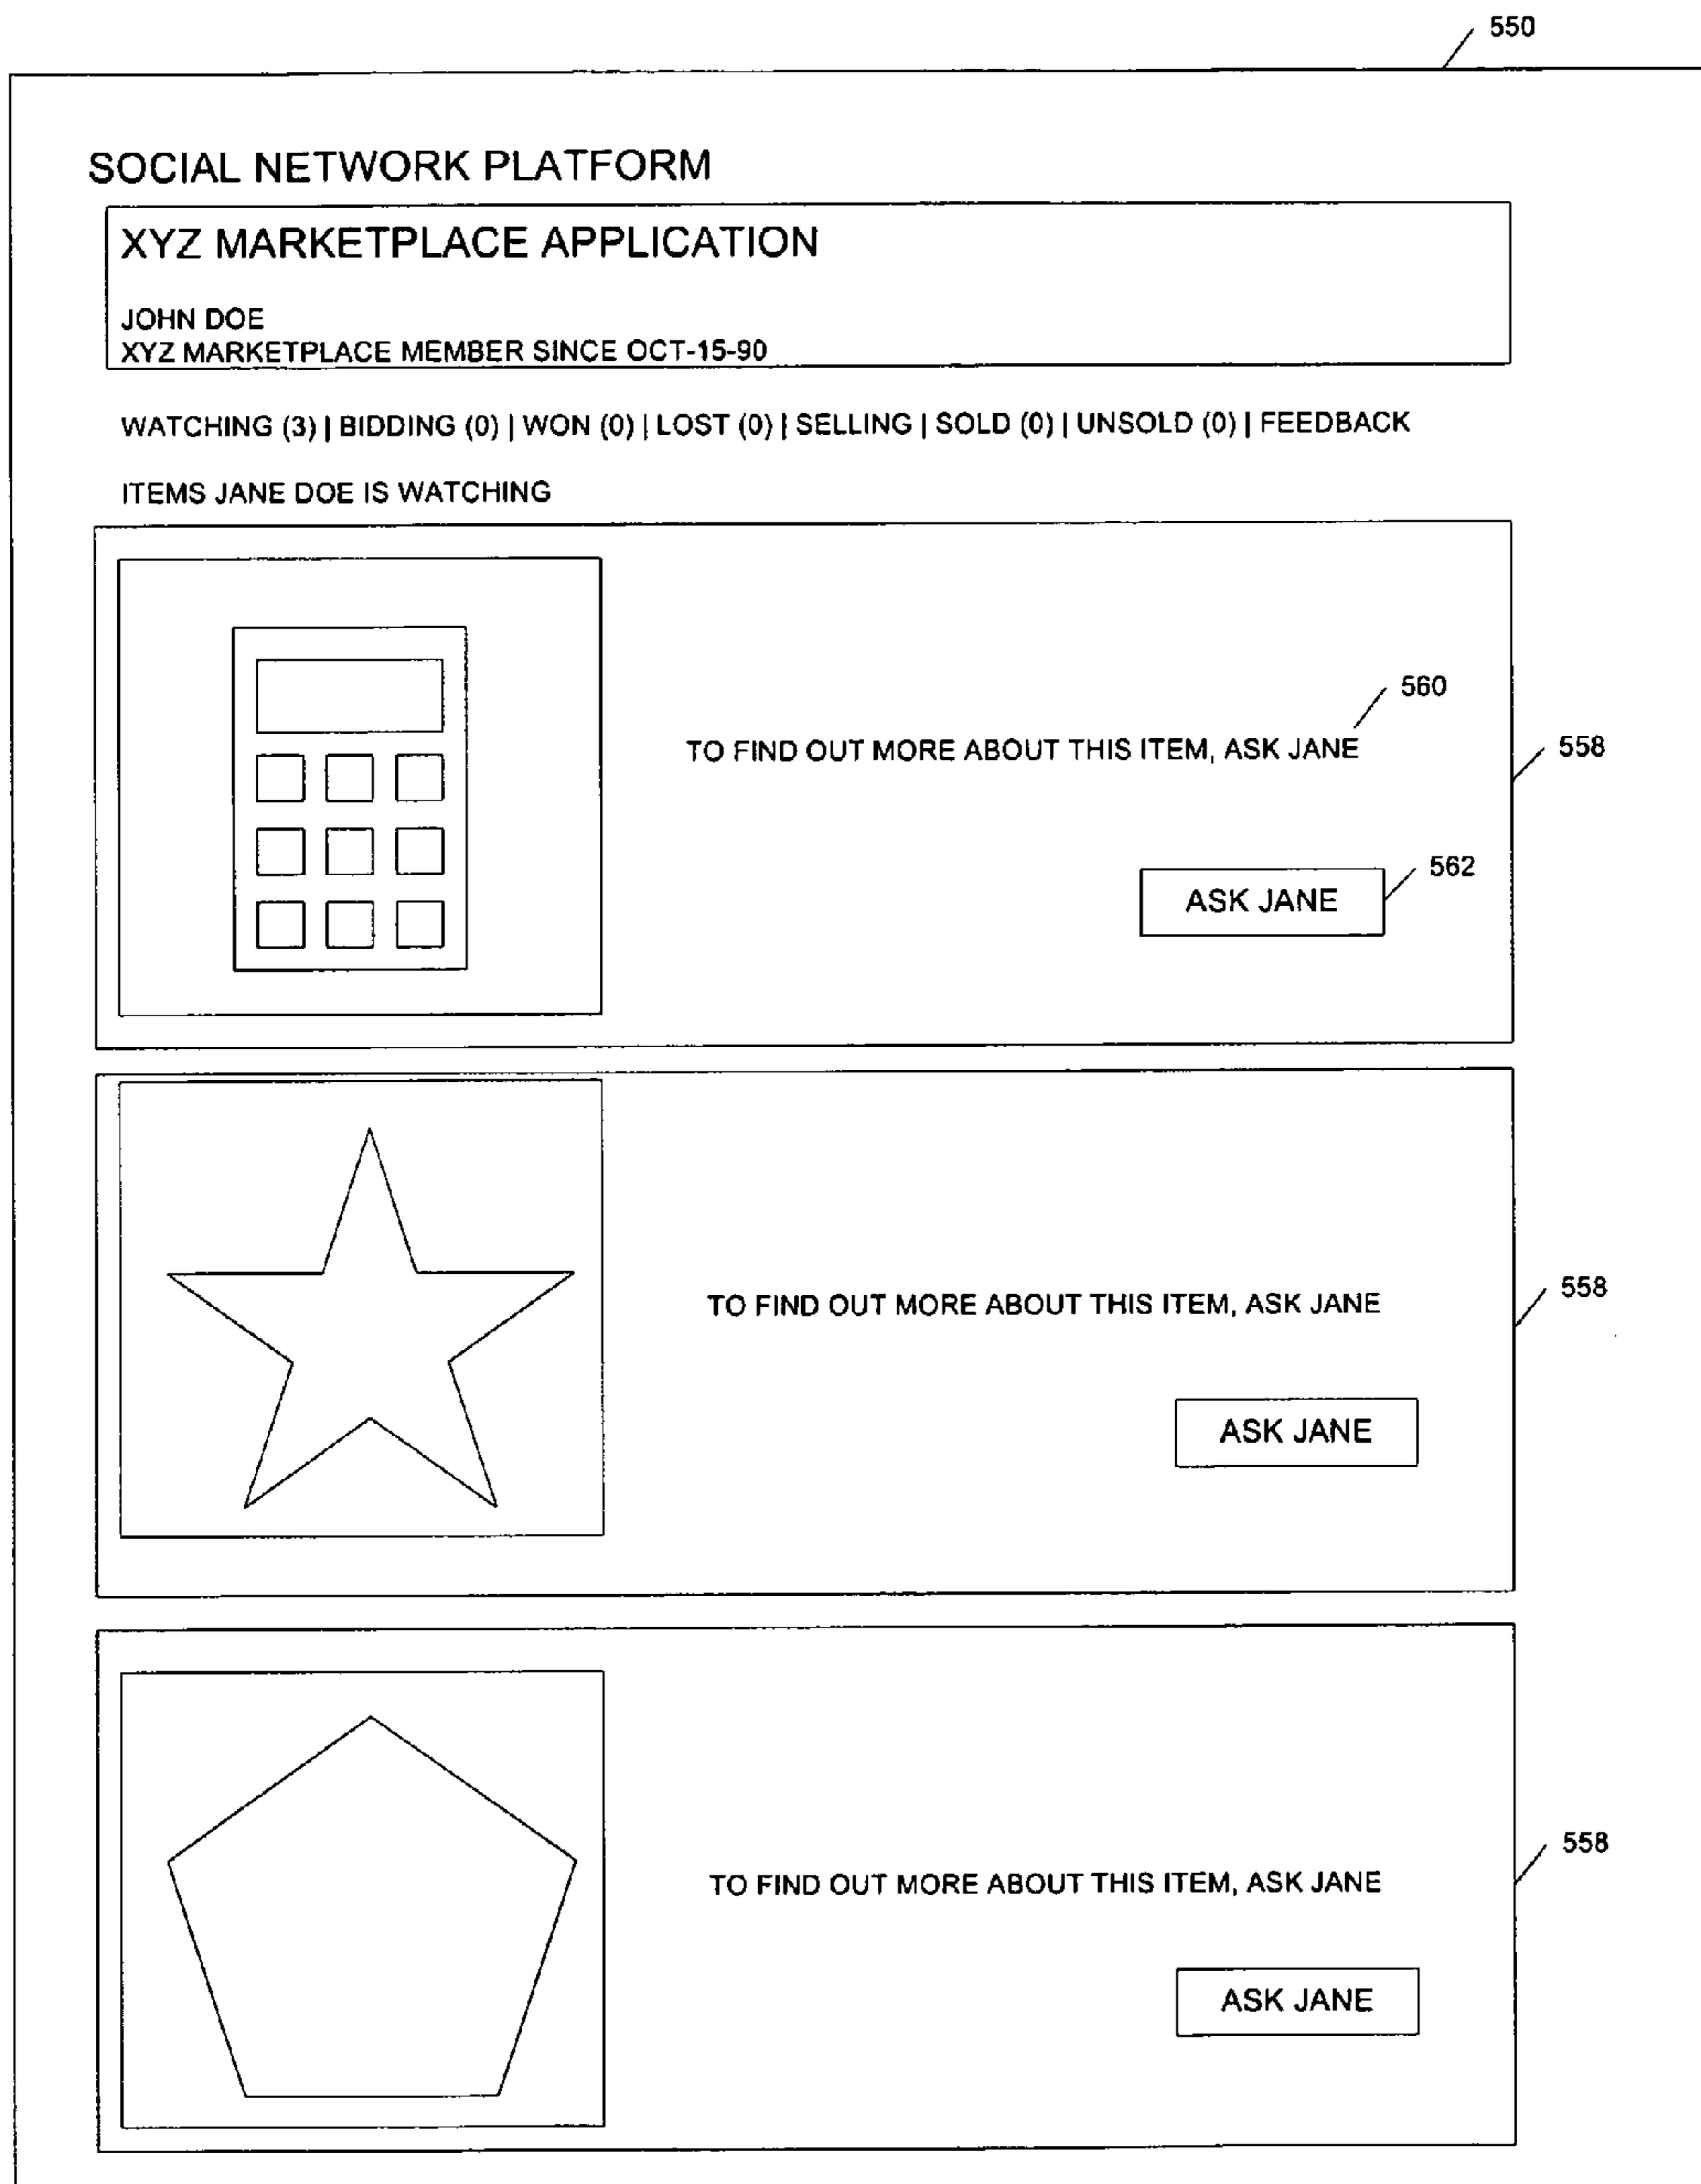 550
SOCIAL NETWORK PLATFORM
XYZ MARKETPLACE APPLICATION
JOHN DOE
XYZ MARKETPLACE MEMBER SINCE OCT-15-90
WATCHING (3) | BIDDING (0) | WON (0) | LOST (0) | SELLING | SOLD (0) | UNSOLD (0) | FEEDBACK
ITEMS JANE DOE IS WATCHING
560
TO FIND OUT MORE ABOUT THIS ITEM, ASK JANE
558
562
ASK JANE
558
TO FIND OUT MORE ABOUT THIS ITEM, ASK JANE
ASK JANE
558
TO FIND OUT MORE ABOUT THIS ITEM, ASK JANE
ASK JANE